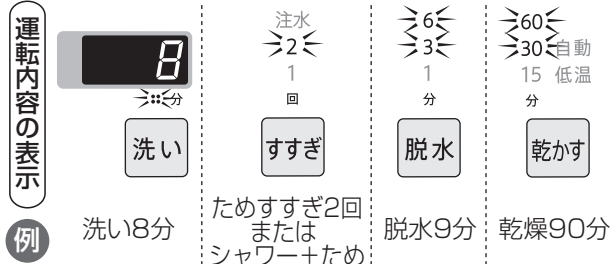 運転内容の表示
例
8
分
洗い
洗い8分
注水
2
1
回
すすぎ
ためすすぎ2回
または
シャワー+ため
6
3
1
分
脱水
脱水9分
60
30 自動
15 低温
分
乾かす
乾燥90分